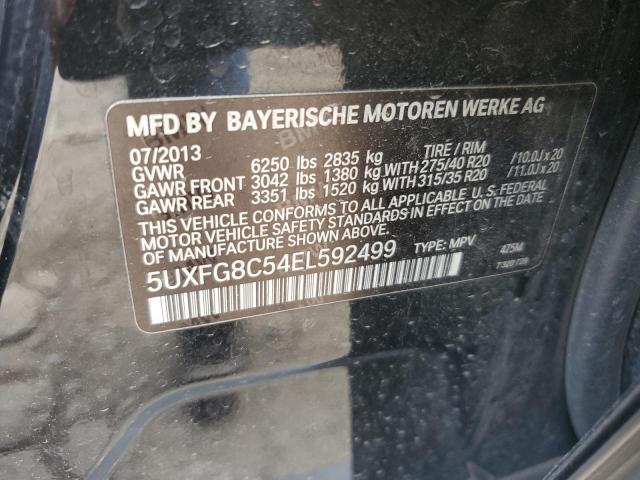 MFD BY BAYERISCHE MOTOREN WERKE AG
07/2013 TIRE / RIM
GVWR 6250 lbs 2835 kg
GAWR FRONT 3042 lbs 1380 kg WITH 275/40 R20 /10.0J x 20
GAWR REAR 3351 lbs 1520 kg WITH 315/35 R20 /11.0J x 20
THIS VEHICLE CONFORMS TO ALL APPLICABLE U.S. FEDERAL
MOTOR VEHICLE SAFETY STANDARDS IN EFFECT ON THE DATE
OF MANUFACTURE SHOWN ABOVE.
5UXFG8C54EL592499 TYPE: MPV 475M